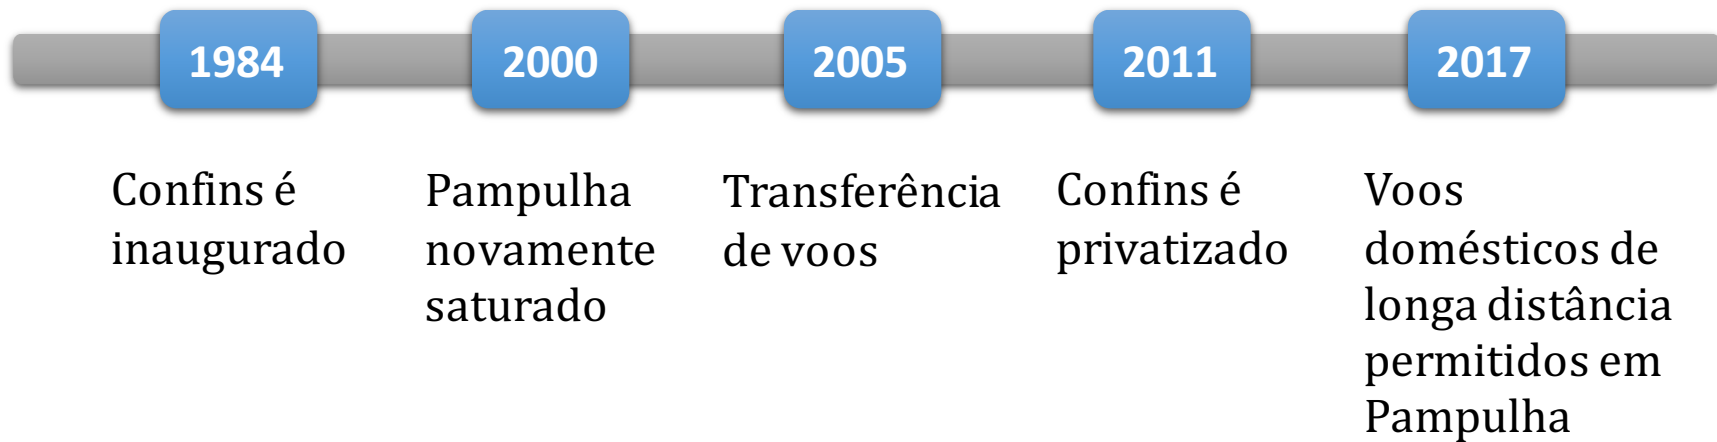 1984
2000
2005
2011
2017
Confins é
inaugurado
Pampulha
novamente
saturado
Transferência
de voos
Confins é
privatizado
Voos
domésticos de
longa distância
permitidos em
Pampulha